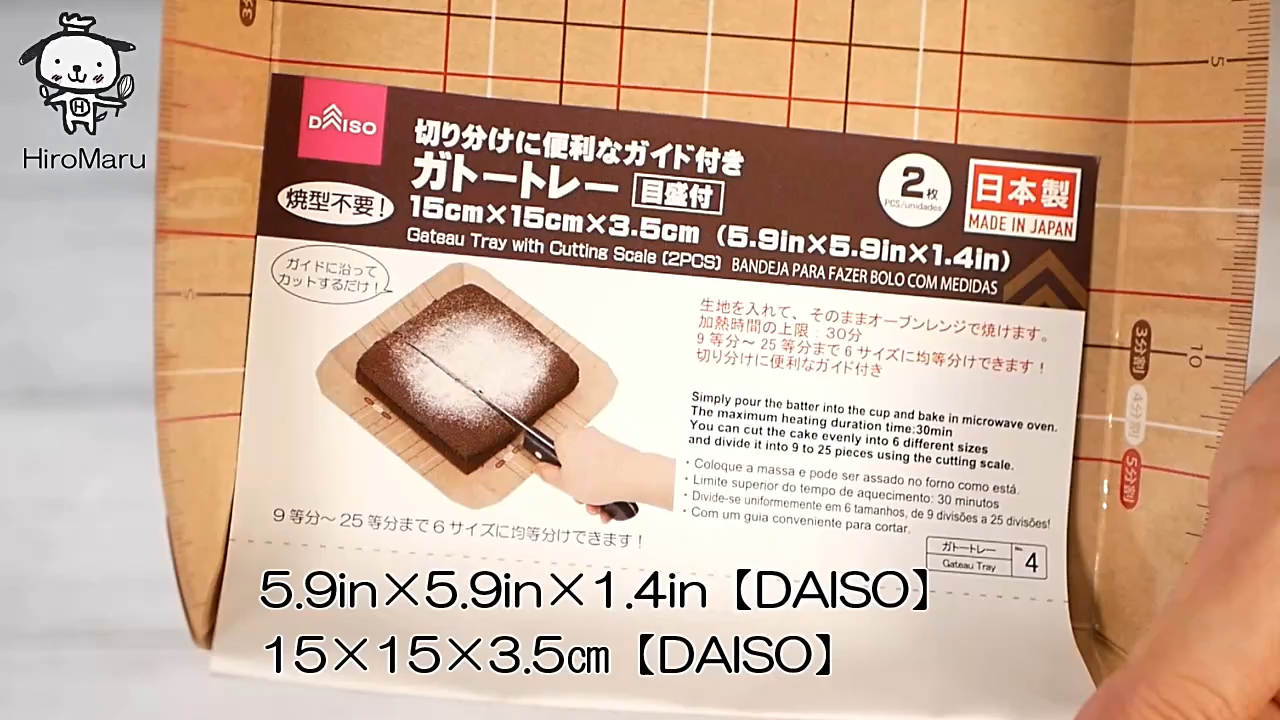 H
HiroMaru
5
10
3分割
4分割
5分割
DAISO
切り分けに便利なガイド付き
ガトートレー 目盛付
焼型不要!
15cm×15cm×3.5cm (5.9in×5.9in×1.4in)
Gateau Tray with Cutting Scale (2PCS) BANDEJA PARA FAZER BOLO COM MEDIDAS
2枚
PCS/unidades
日本製
MADE IN JAPAN
ガイドに沿って
カットするだけ!
生地を入れて、そのままオーブンレンジで焼けます。
加熱時間の上限:30分
9等分~25等分まで6サイズに均等分けできます!
切り分けに便利なガイド付き
Simply pour the batter into the cup and bake in microwave oven.
The maximum heating duration time:30min
You can cut the cake evenly into 6 different sizes
and divide it into 9 to 25 pieces using the cutting scale.
・Coloque a massa e pode ser assado no forno como está.
・Limite superior do tempo de aquecimento: 30 minutos
・Divide-se uniformemente em 6 tamanhos, de 9 divisões a 25 divisões!
・Com um guia conveniente para cortar.
9等分~25等分まで6サイズに均等分けできます!
ガトートレー
Gateau Tray
No. 4
5.9in×5.9in×1.4in【DAISO】
15×15×3.5㎝【DAISO】